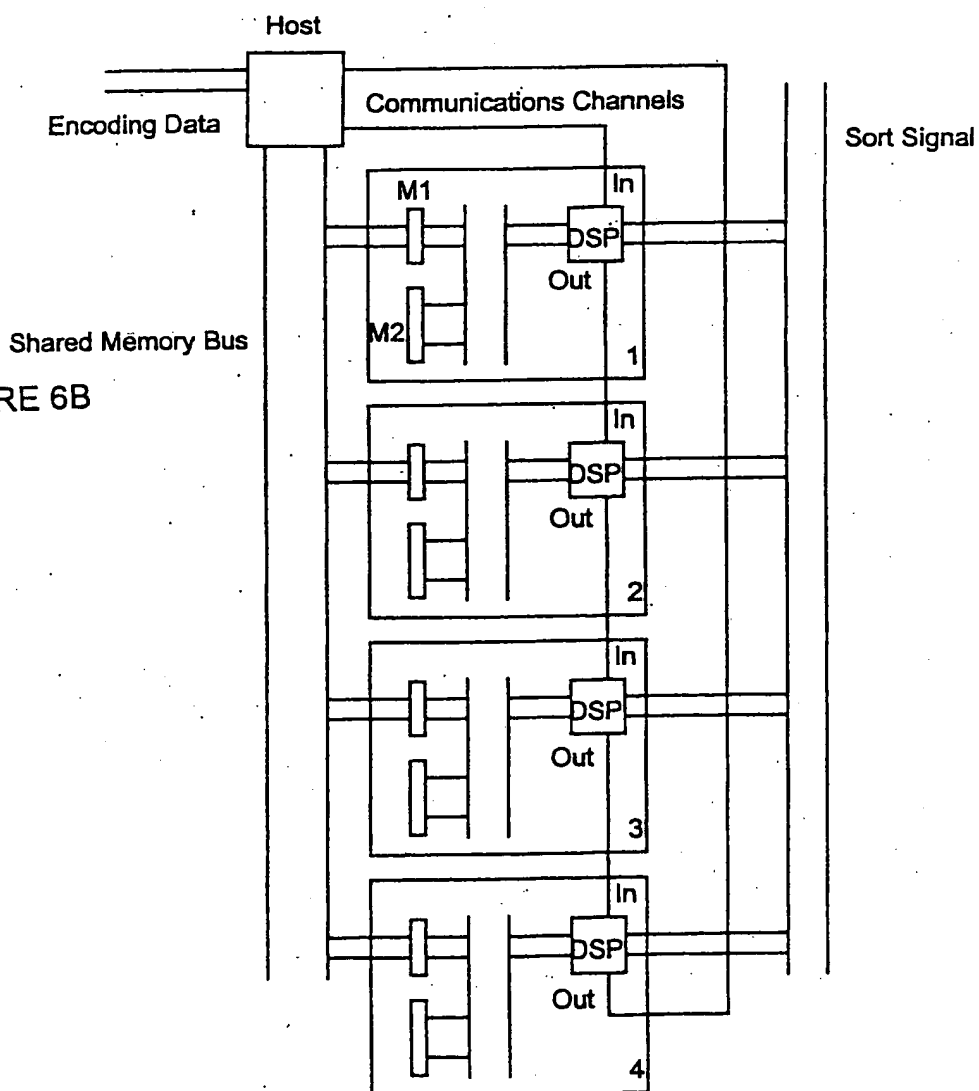 Host
Communications Channels
Encoding Data
Sort Signal
In
M1
DSP
Out
M2
Shared Memory Bus
1
RE 6B
In
DSP
Out
2
In
DSP
Out
3
In
DSP
Out
4